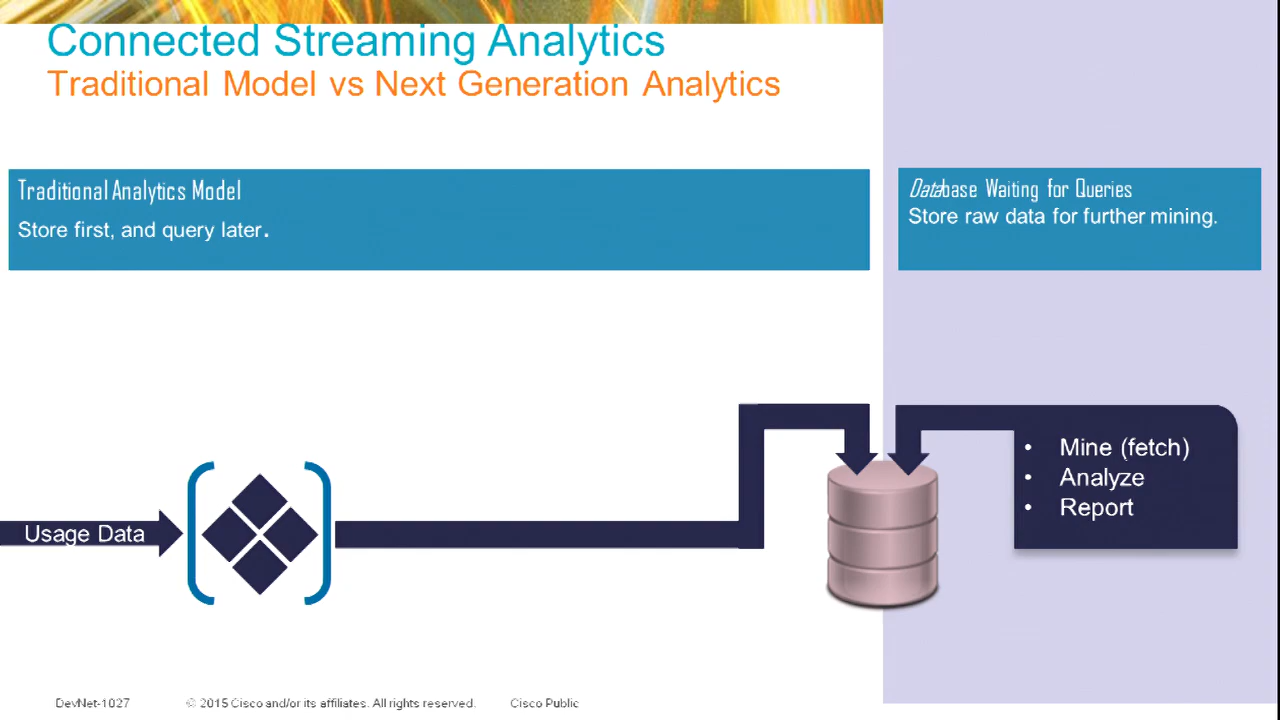 Connected Streaming Analytics
Traditional Model vs Next Generation Analytics
Traditional Analytics Model
Store first, and query later.
Database Waiting for Queries
Store raw data for further mining.
Usage Data
• Mine (fetch)
• Analyze
• Report
DevNet-1027 © 2015 Cisco and/or its affiliates. All rights reserved. Cisco Public